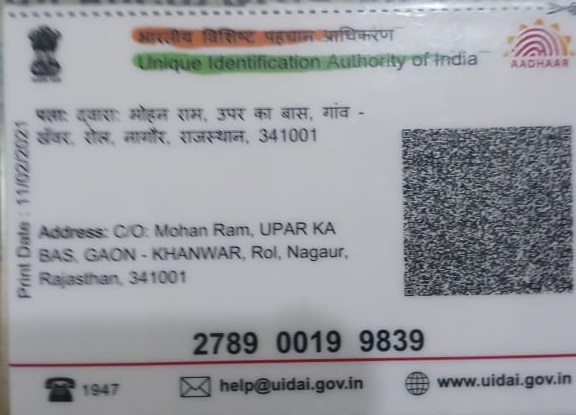 भारतीय विशिष्ट पहचान प्राधिकरण
Unique Identification Authority of India
AADHAAR
पता: द्वारा: मोहन राम, उपर का बास, गांव -
खेंवर, रोल, नागौर, राजस्थान, 341001
Print Date : 11/02/2021
Address: C/O: Mohan Ram, UPAR KA
BAS, GAON - KHANWAR, Rol, Nagaur,
Rajasthan, 341001
2789 0019 9839
1947
help@uidai.gov.in
www.uidai.gov.in